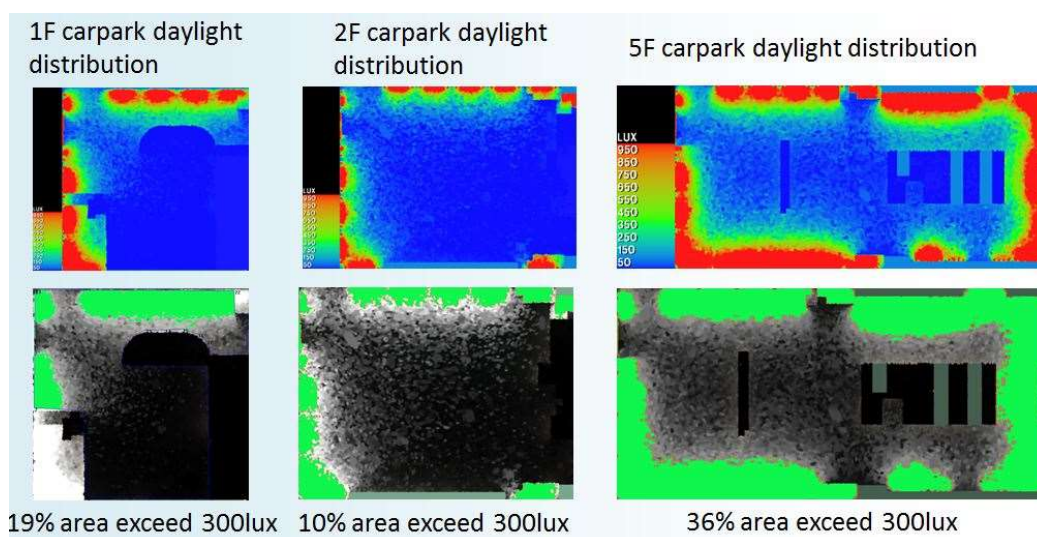 1F carpark daylight
distribution
2F carpark daylight
distribution
5F carpark daylight distribution
LUX
950
850
750
650
550
450
350
250
150
50
19% area exceed 300lux
10% area exceed 300lux
36% area exceed 300lux